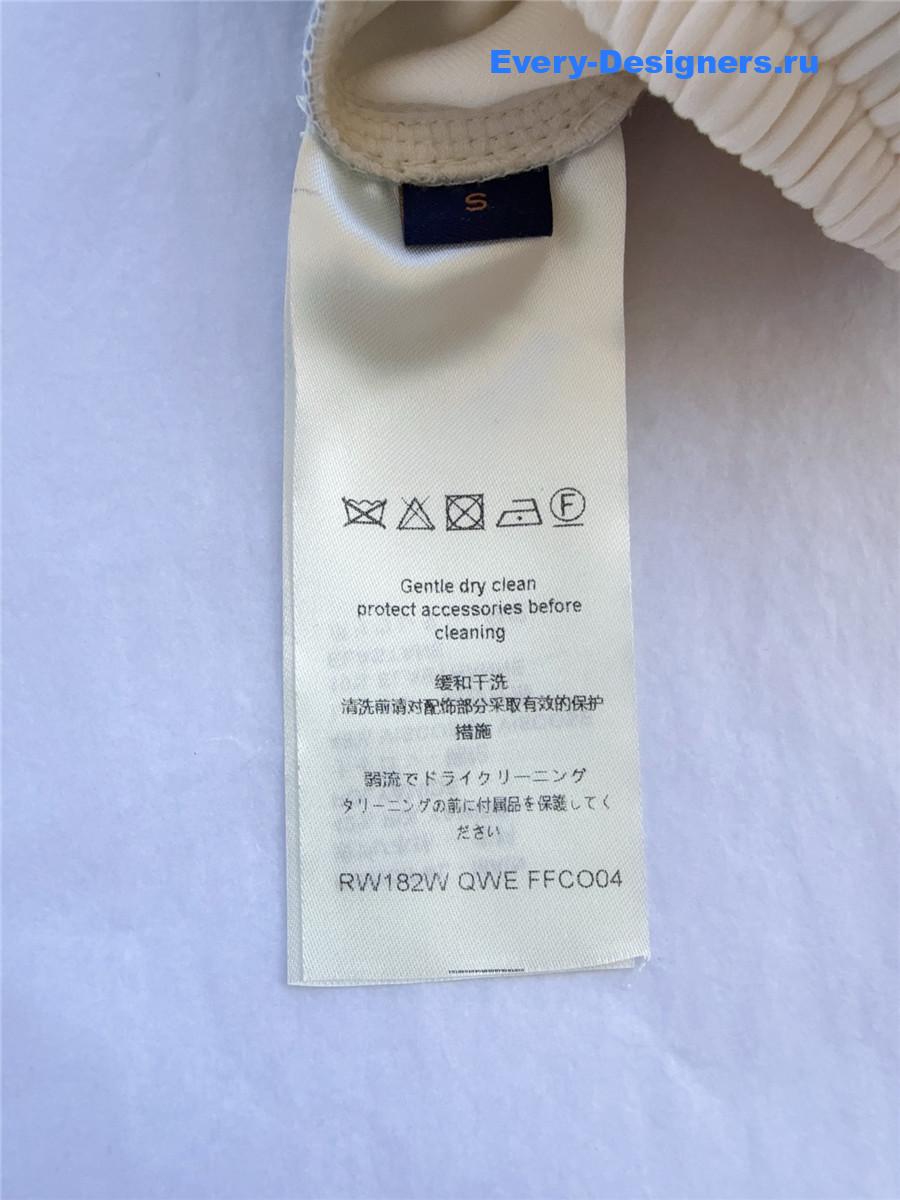 Every-Designers.ru
S
F
Gentle dry clean
protect accessories before
cleaning
缓和干洗
清洗前请对配饰部分采取有效的保护
措施
弱流でドライクリーニング
タリーニングの前に付属品を保護してく
ださい
RW182W QWE FFCO04